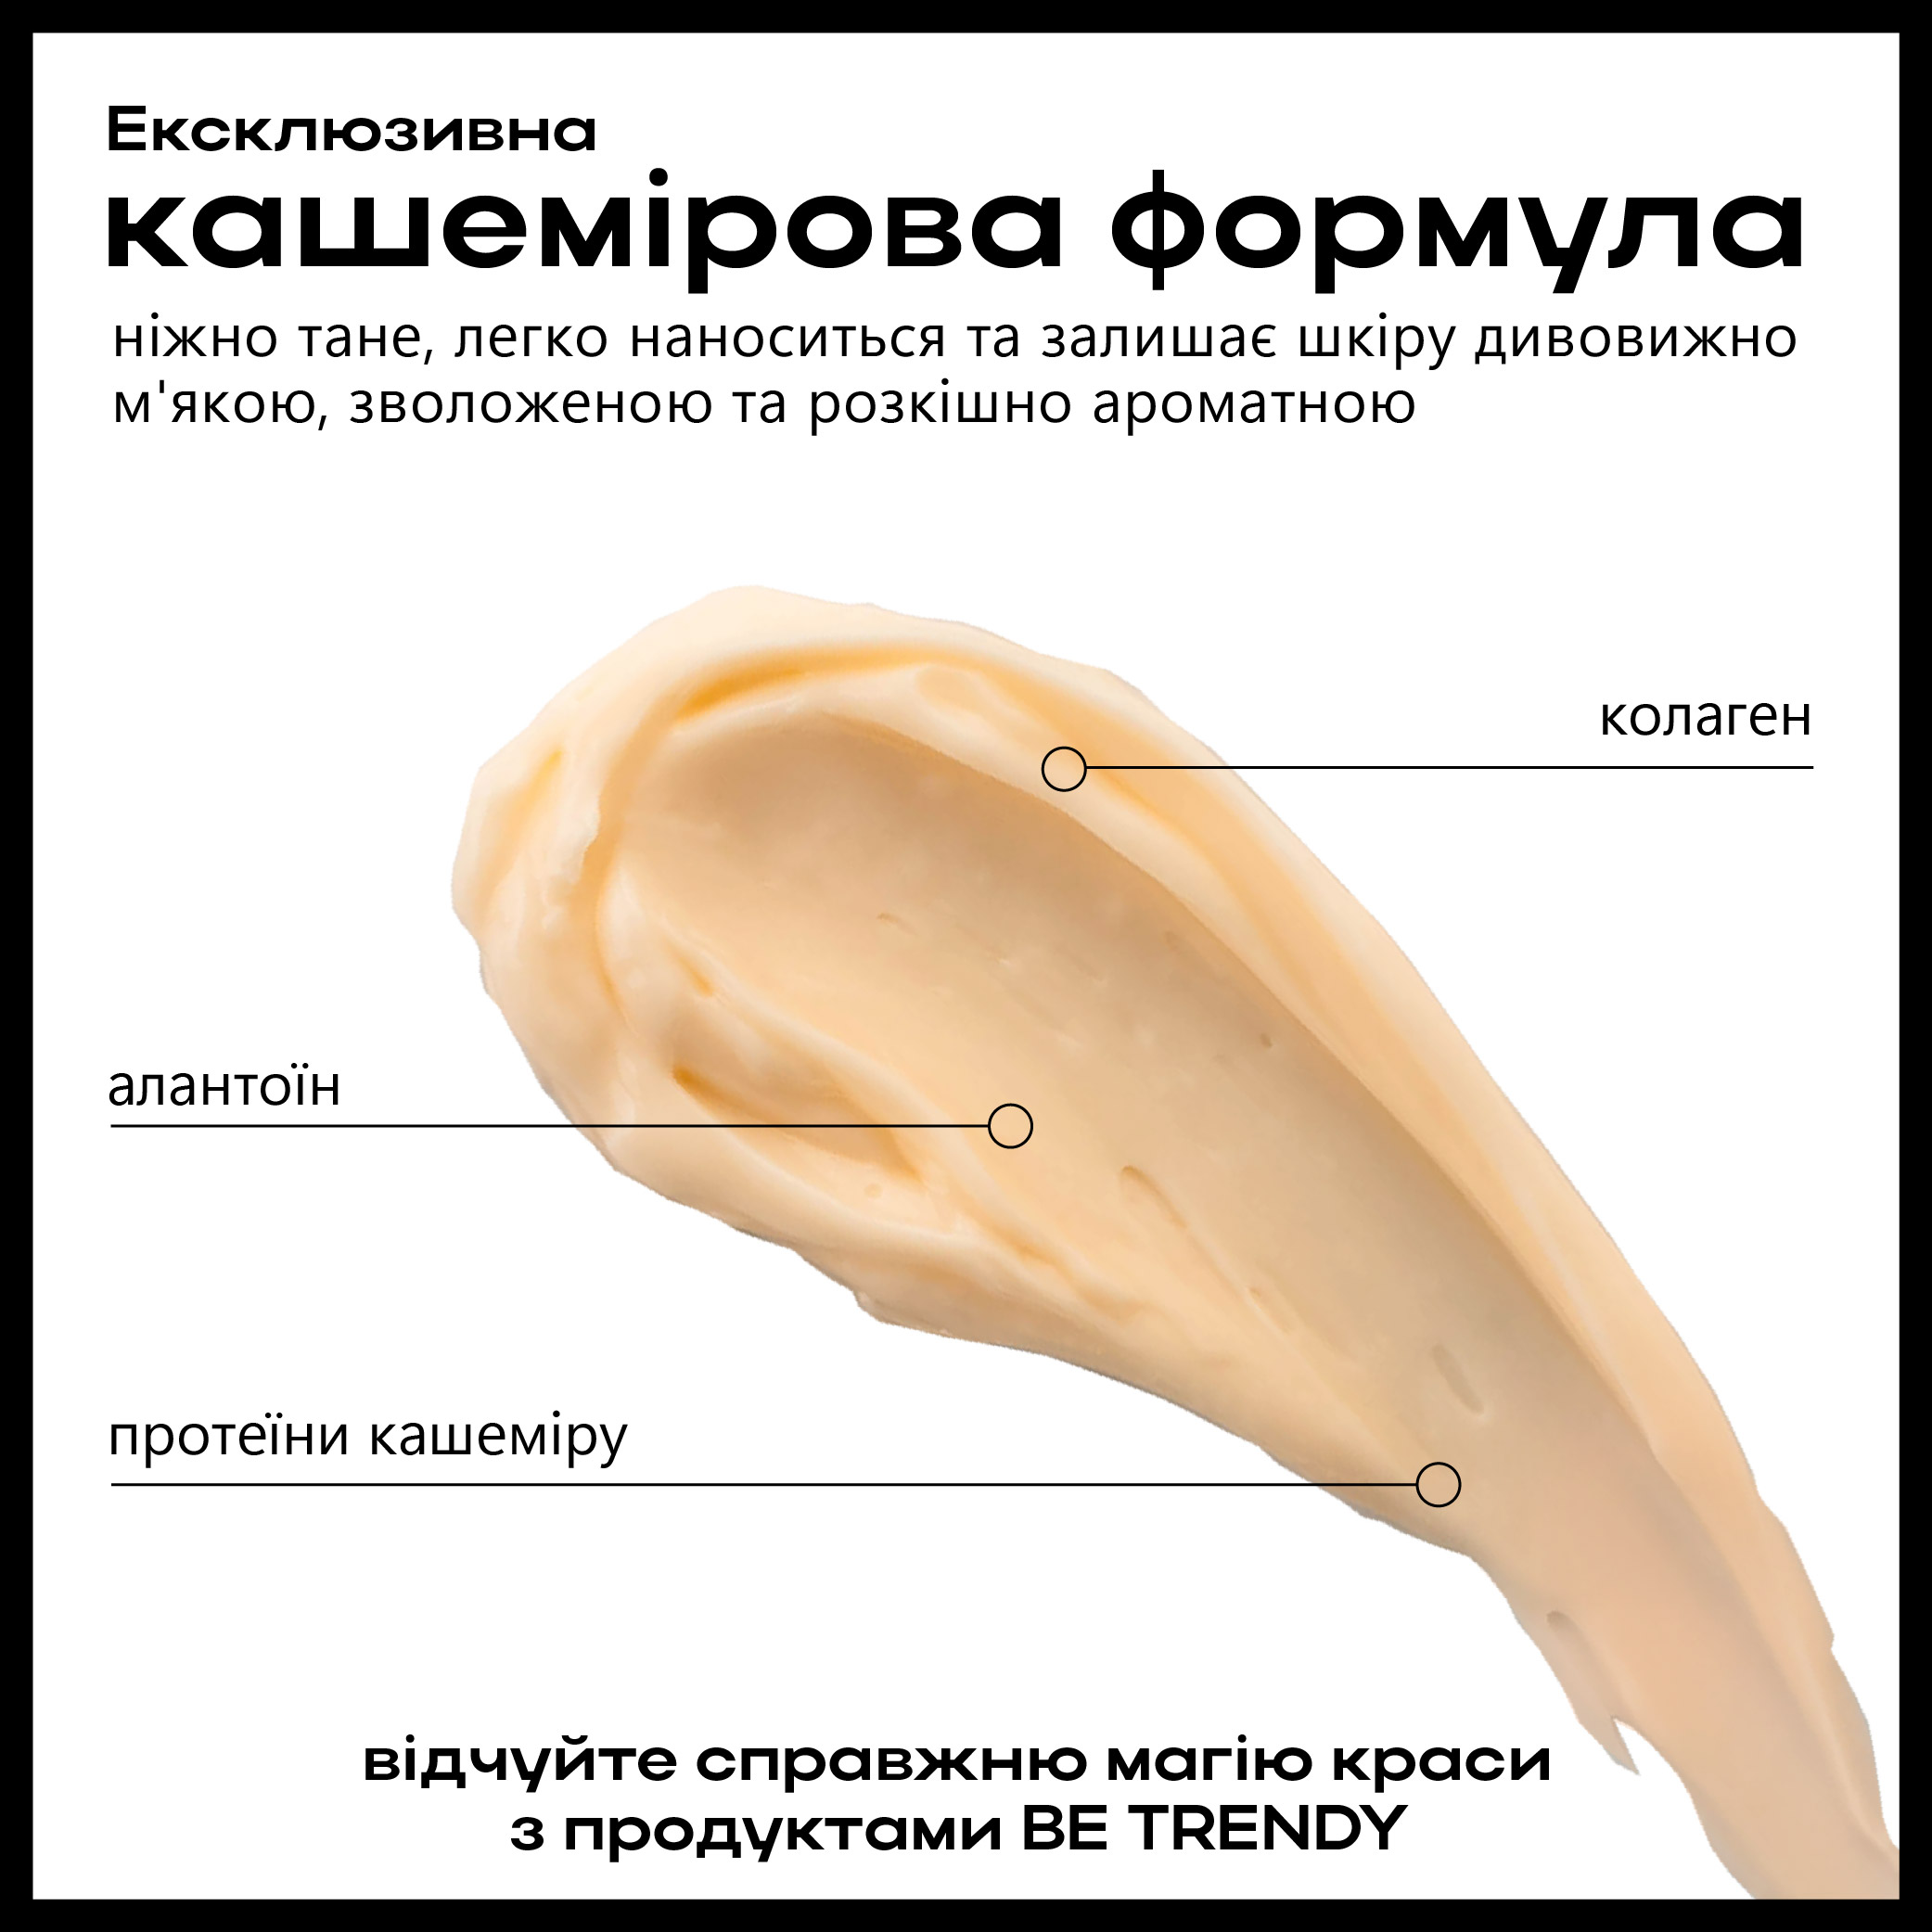 Ексклюзивна
кашемірова формула
ніжно тане, легко наноситься та залишає шкіру дивовижно
м'якою, зволоженою та розкішно ароматною
колаген
алантоїн
протеїни кашеміру
відчуйте справжню магію краси
з продуктами BE TRENDY